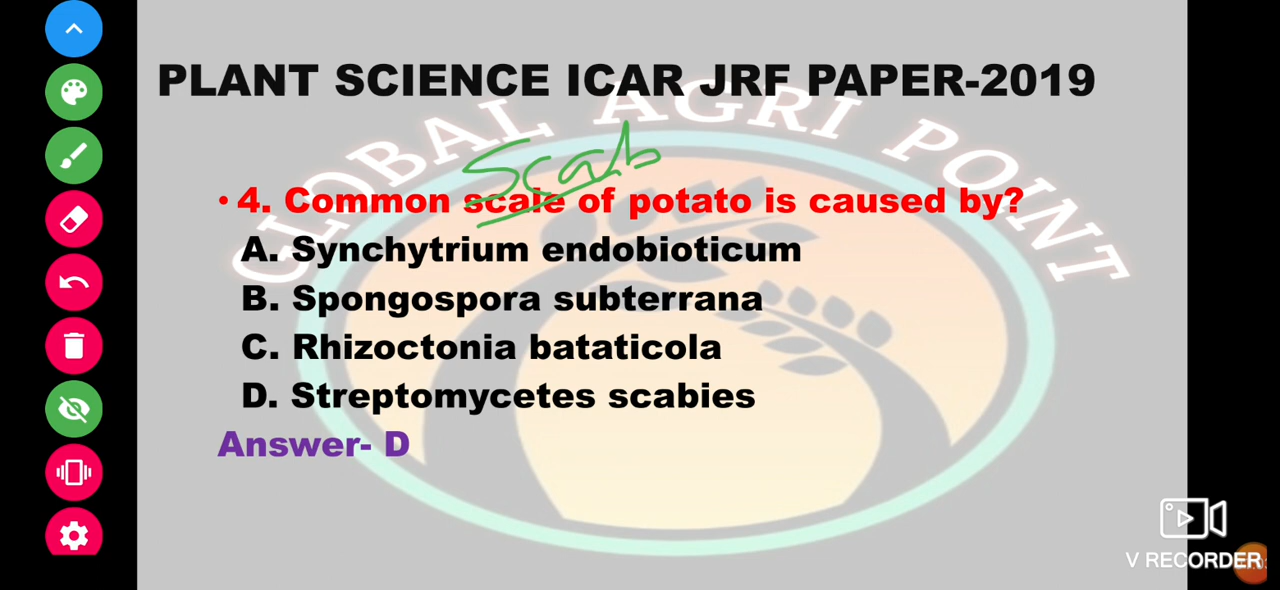 PLANT SCIENCE ICAR JRF PAPER-2019
GLOBAL AGRI POINT
Scab
• 4. Common scale of potato is caused by?
A. Synchytrium endobioticum
B. Spongospora subterrana
C. Rhizoctonia bataticola
D. Streptomycetes scabies
Answer- D
V RECORDER